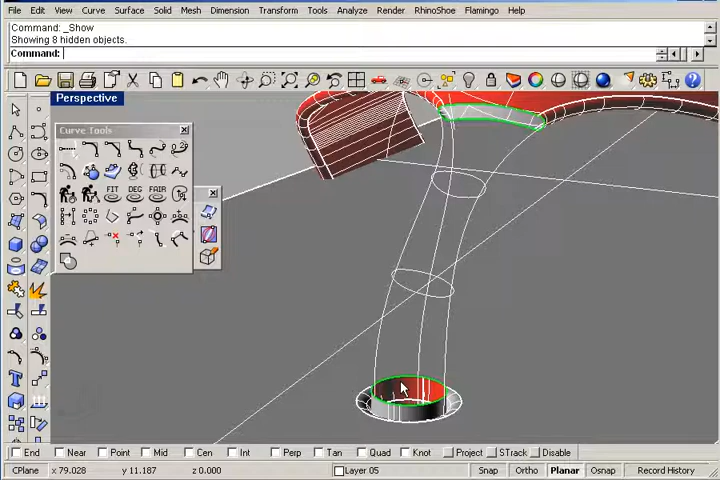 Command: _Show
Showing 8 hidden objects.
Command:
File Edit View Curve Surface Solid Mesh Dimension Transform Tools Analyze Render RhinoShoe Flamingo Help
Perspective
Curve Tools
FIT DEG FAIR
End Near Point Mid Cen Int Perp Tan Quad Knot Project STrack Disable
CPlane x 79.028 y 11.187 z 0.000 Layer 05 Snap Ortho Planar Osnap Record History